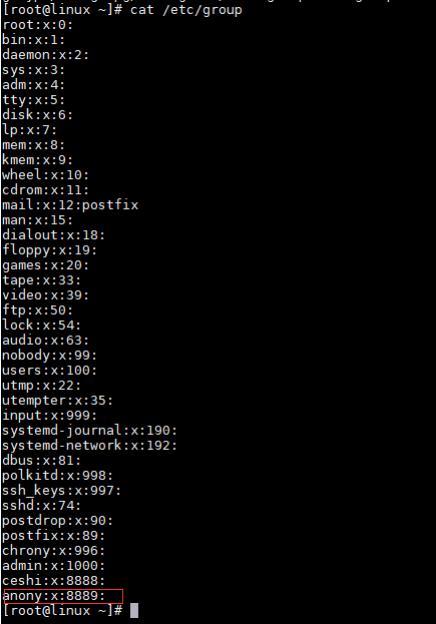 [root@linux ~]# cat /etc/group
root:x:0:
bin:x:1:
daemon:x:2:
sys:x:3:
adm:x:4:
tty:x:5:
disk:x:6:
lp:x:7:
mem:x:8:
kmem:x:9:
wheel:x:10:
cdrom:x:11:
mail:x:12:postfix
man:x:15:
dialout:x:18:
floppy:x:19:
games:x:20:
tape:x:33:
video:x:39:
ftp:x:50:
lock:x:54:
audio:x:63:
nobody:x:99:
users:x:100:
utmp:x:22:
utempter:x:35:
input:x:999:
systemd-journal:x:190:
systemd-network:x:192:
dbus:x:81:
polkitd:x:998:
ssh_keys:x:997:
sshd:x:74:
postdrop:x:90:
postfix:x:89:
chrony:x:996:
admin:x:1000:
ceshi:x:8888:
anony:x:8889:
[root@linux ~]#